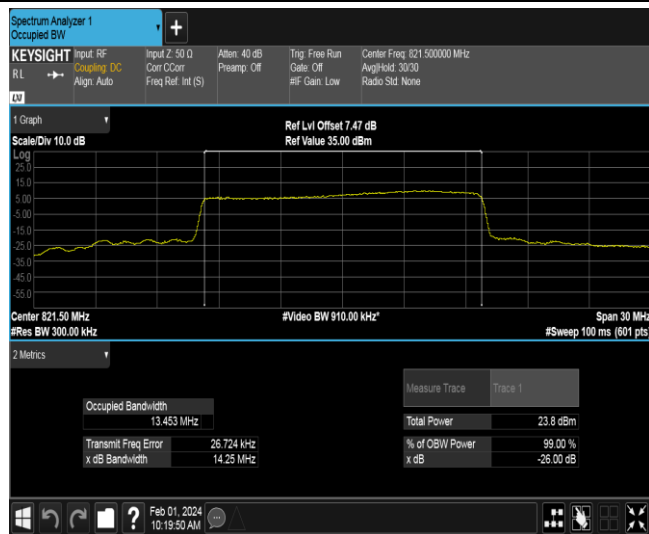 Spectrum Analyzer 1
Occupied BW
+
KEYSIGHT
RL
Input: RF
Coupling: DC
Align: Auto
Input Z: 50 Ω
Corr CCorr
Freq Ref: Int (S)
Atten: 40 dB
Preamp: Off
Trig: Free Run
Gate: Off
#IF Gain: Low
Center Freq: 821.500000 MHz
Avg|Hold: 30/30
Radio Std: None
LXI
1 Graph
Scale/Div 10.0 dB
Ref Lvl Offset 7.47 dB
Ref Value 35.00 dBm
Log
25.0
15.0
5.00
-5.00
-15.0
-25.0
-35.0
-45.0
-55.0
Center 821.50 MHz
#Video BW 910.00 kHz*
Span 30 MHz
#Res BW 300.00 kHz
#Sweep 100 ms (601 pts)
2 Metrics
Measure Trace
Trace 1
Occupied Bandwidth
13.453 MHz
Total Power
23.8 dBm
Transmit Freq Error
26.724 kHz
% of OBW Power
99.00 %
x dB Bandwidth
14.25 MHz
x dB
-26.00 dB
?
Feb 01, 2024
10:19:50 AM